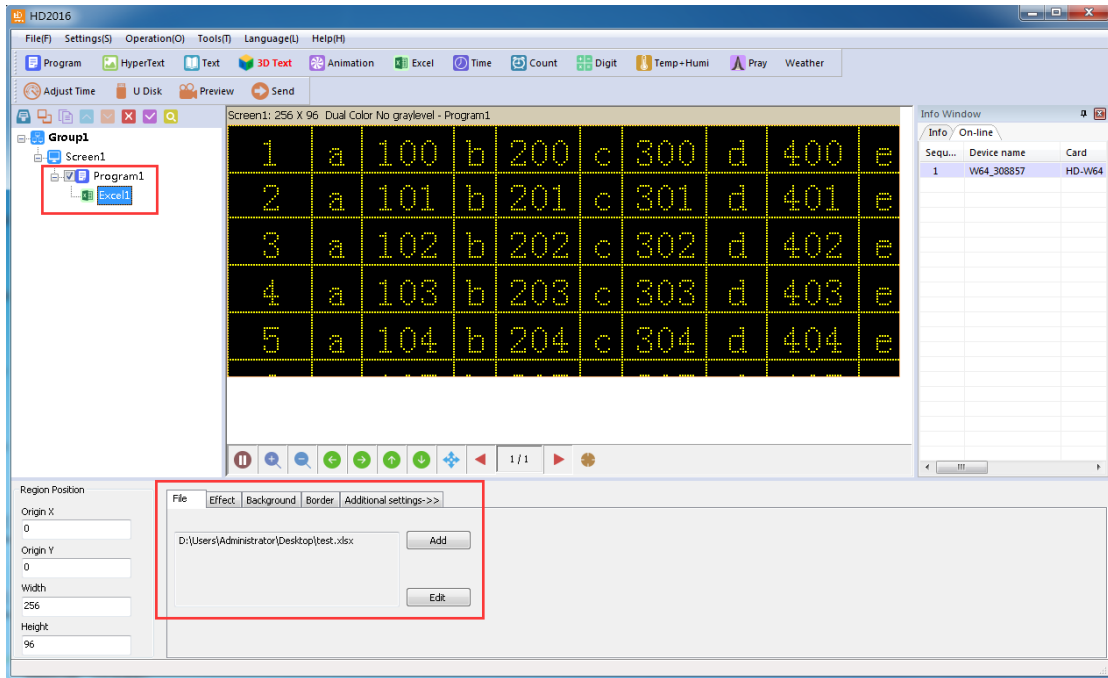 HD2016
File(F) Settings(S) Operation(O) Tools(T) Language(L) Help(H)
Program HyperText Text 3D Text Animation Excel Time Count Digit Temp+Humi Pray Weather
Adjust Time U Disk Preview Send
Group1
Screen1
Program1
Excel1
Screen1: 256 X 96 Dual Color No graylevel - Program1
1 a 100 b 200 c 300 d 400 e
2 a 101 b 201 c 301 d 401 e
3 a 102 b 202 c 302 d 402 e
4 a 103 b 203 c 303 d 403 e
5 a 104 b 204 c 304 d 404 e
1/1
Info Window
Info On-line
Sequ... Device name Card
1 W64_308857 HD-W64
Region Position
Origin X
0
Origin Y
0
Width
256
Height
96
File Effect Background Border Additional settings->>
D:\Users\Administrator\Desktop\test.xlsx
Add
Edit